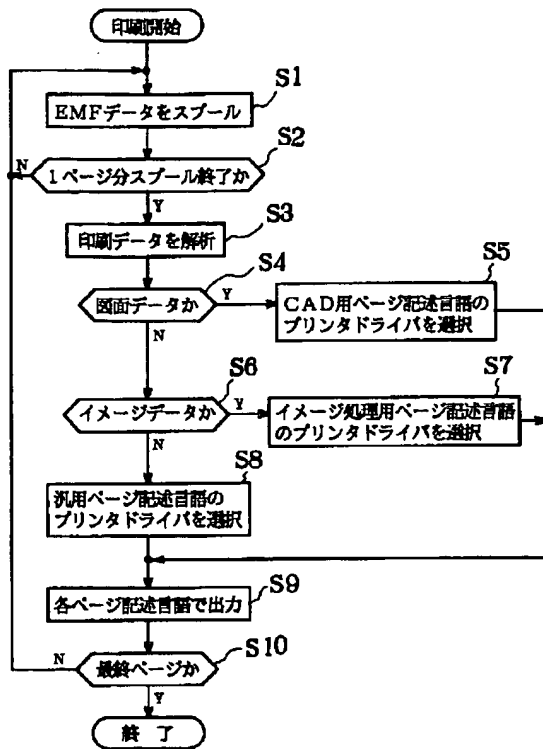 印刷開始
S1
EMFデータをスプール
S2
N
1ページ分スプール終了か
Y
S3
印刷データを解析
S4
図面データか
Y
N
S5
CAD用ページ記述言語の
プリンタドライバを選択
S6
イメージデータか
Y
N
S7
イメージ処理用ページ記述言語
のプリンタドライバを選択
S8
汎用ページ記述言語の
プリンタドライバを選択
S9
各ページ記述言語で出力
S10
N
最終ページか
Y
終 了